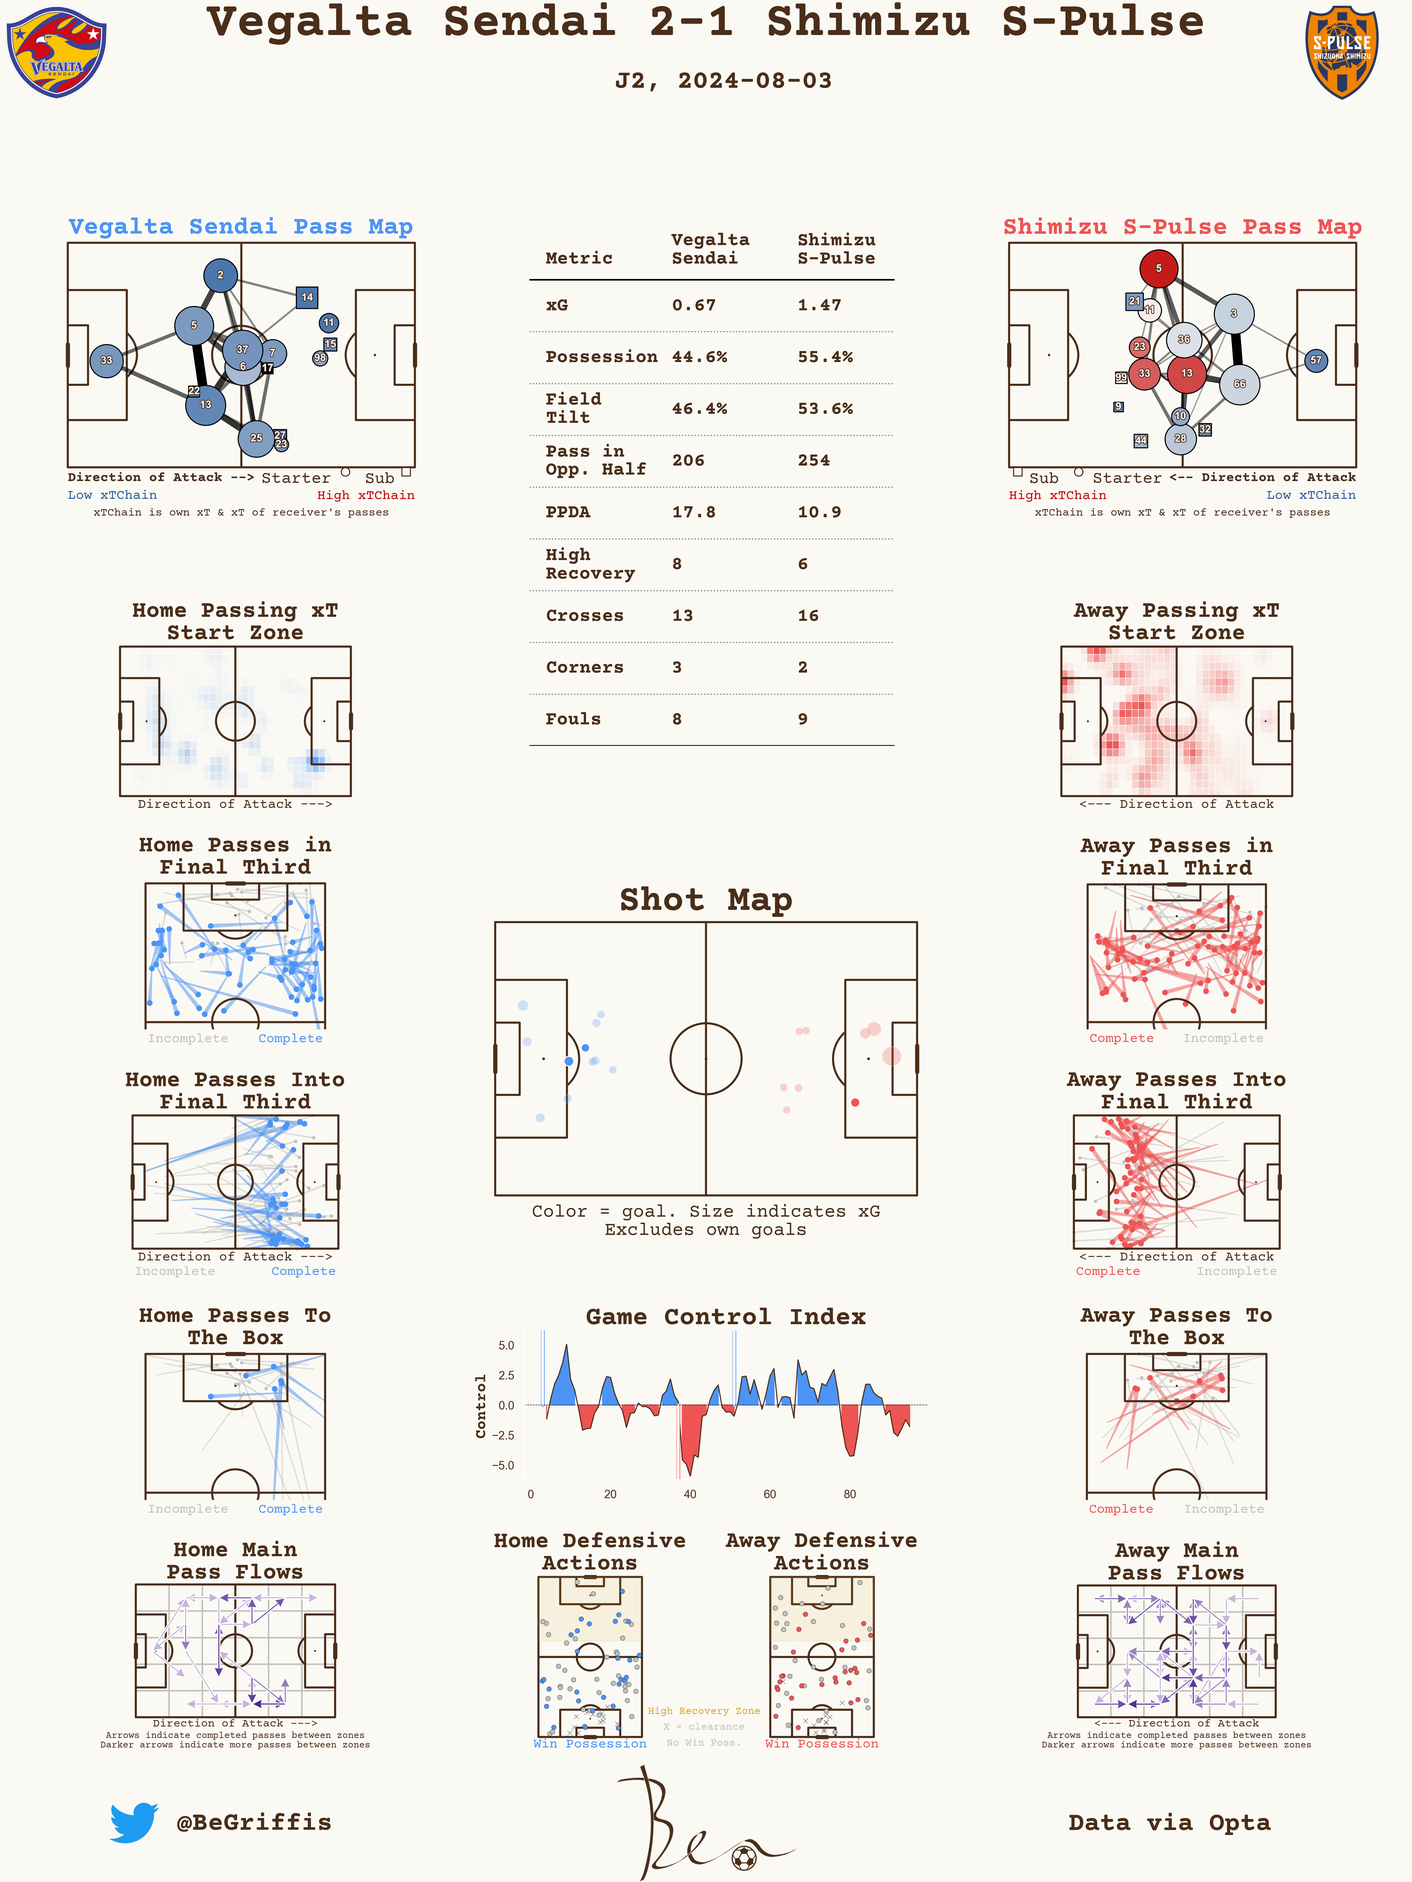 Vegalta Sendai 2-1 Shimizu S-Pulse
J2, 2024-08-03
VEGALTA
SENDAI
S-PULSE
SHIZUOKA SHIMIZU
Vegalta Sendai Pass Map
2
14
5
11
15
37
7
98
33
6
17
22
13
25
27
23
Direction of Attack --> Starter Sub
Low xTChain High xTChain
xTChain is own xT & xT of receiver's passes
Metric Vegalta Sendai Shimizu S-Pulse
xG 0.67 1.47
Possession 44.6% 55.4%
Field Tilt 46.4% 53.6%
Pass in Opp. Half 206 254
PPDA 17.8 10.9
High Recovery 8 6
Crosses 13 16
Corners 3 2
Fouls 8 9
Shimizu S-Pulse Pass Map
5
21
11
3
36
23
57
33
13
99
66
9
10
32
44
28
Sub Starter <-- Direction of Attack
High xTChain Low xTChain
xTChain is own xT & xT of receiver's passes
Home Passing xT
Start Zone
Direction of Attack --->
Away Passing xT
Start Zone
<--- Direction of Attack
Home Passes in
Final Third
Incomplete Complete
Away Passes in
Final Third
Complete Incomplete
Shot Map
Color = goal. Size indicates xG
Excludes own goals
Home Passes Into
Final Third
Direction of Attack --->
Incomplete Complete
Away Passes Into
Final Third
<--- Direction of Attack
Complete Incomplete
Home Passes To
The Box
Incomplete Complete
Game Control Index
Control
5.0
2.5
0.0
−2.5
−5.0
0 20 40 60 80
Away Passes To
The Box
Complete Incomplete
Home Main
Pass Flows
Direction of Attack --->
Arrows indicate completed passes between zones
Darker arrows indicate more passes between zones
Home Defensive
Actions
Win Possession
High Recovery Zone
X = clearance
No Win Poss.
Away Defensive
Actions
Win Possession
Away Main
Pass Flows
<--- Direction of Attack
Arrows indicate completed passes between zones
Darker arrows indicate more passes between zones
@BeGriffis
Ben
Data via Opta